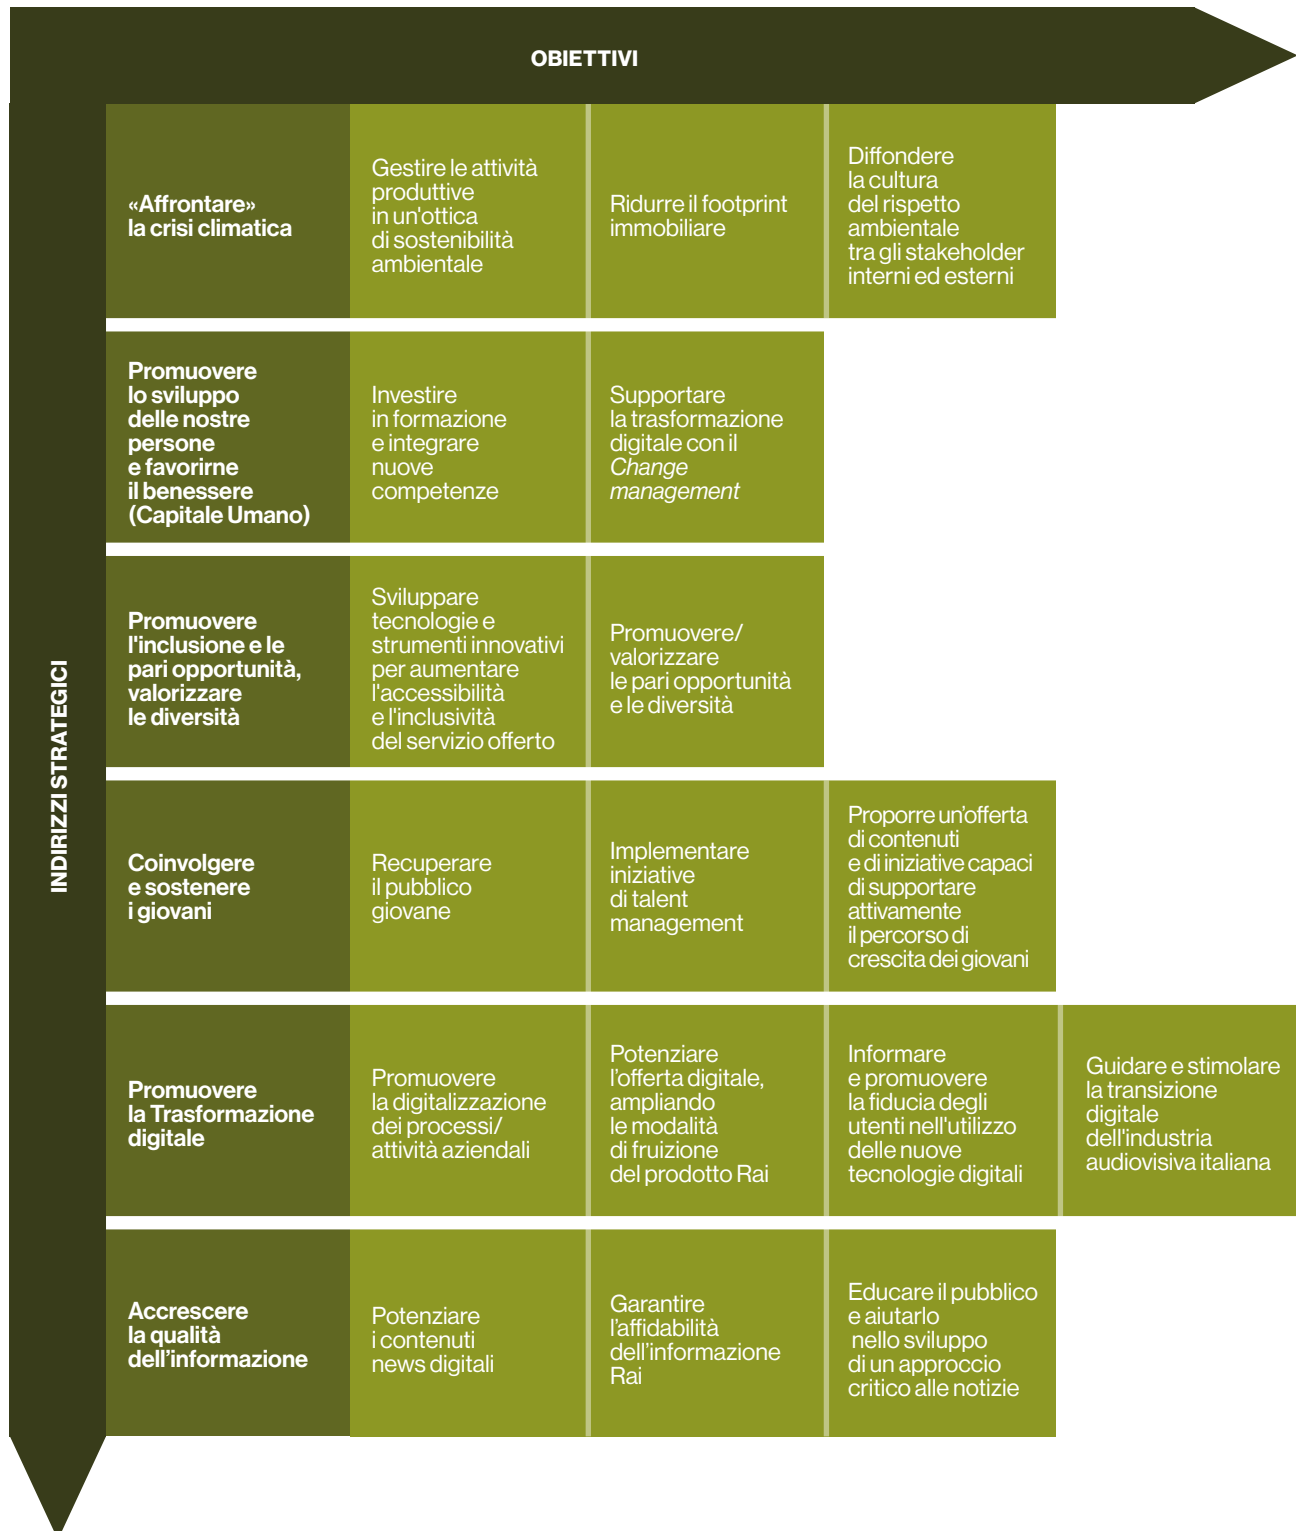 OBIETTIVI
INDIRIZZI STRATEGICI
«Affrontare»
la crisi climatica
Gestire le attività
produttive
in un'ottica
di sostenibilità
ambientale
Ridurre il footprint
immobiliare
Diffondere
la cultura
del rispetto
ambientale
tra gli stakeholder
interni ed esterni
Promuovere
lo sviluppo
delle nostre
persone
e favorirne
il benessere
(Capitale Umano)
Investire
in formazione
e integrare
nuove
competenze
Supportare
la trasformazione
digitale con il
Change
management
Promuovere
l'inclusione e le
pari opportunità,
valorizzare
le diversità
Sviluppare
tecnologie e
strumenti innovativi
per aumentare
l'accessibilità
e l'inclusività
del servizio offerto
Promuovere/
valorizzare
le pari opportunità
e le diversità
Coinvolgere
e sostenere
i giovani
Recuperare
il pubblico
giovane
Implementare
iniziative
di talent
management
Proporre un’offerta
di contenuti
e di iniziative capaci
di supportare
attivamente
il percorso di
crescita dei giovani
Promuovere
la Trasformazione
digitale
Promuovere
la digitalizzazione
dei processi/
attività aziendali
Potenziare
l’offerta digitale,
ampliando
le modalità
di fruizione
del prodotto Rai
Informare
e promuovere
la fiducia degli
utenti nell'utilizzo
delle nuove
tecnologie digitali
Guidare e stimolare
la transizione
digitale
dell'industria
audiovisiva italiana
Accrescere
la qualità
dell’informazione
Potenziare
i contenuti
news digitali
Garantire
l’affidabilità
dell’informazione
Rai
Educare il pubblico
e aiutarlo
nello sviluppo
di un approccio
critico alle notizie